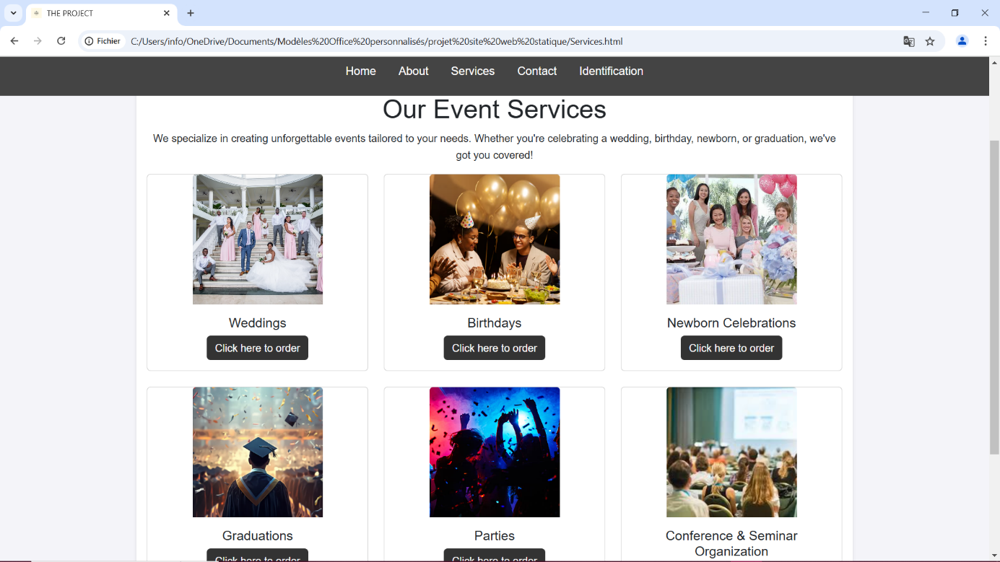 THE PROJECT
Fichier C:/Users/info/OneDrive/Documents/Modèles%20Office%20personnalisés/projet%20site%20web%20statique/Services.html
Home About Services Contact Identification
Our Event Services
We specialize in creating unforgettable events tailored to your needs. Whether you're celebrating a wedding, birthday, newborn, or graduation, we've
got you covered!
Weddings Birthdays Newborn Celebrations
Click here to order Click here to order Click here to order
Graduations Parties Conference & Seminar
Organization
Click here to order Click here to order